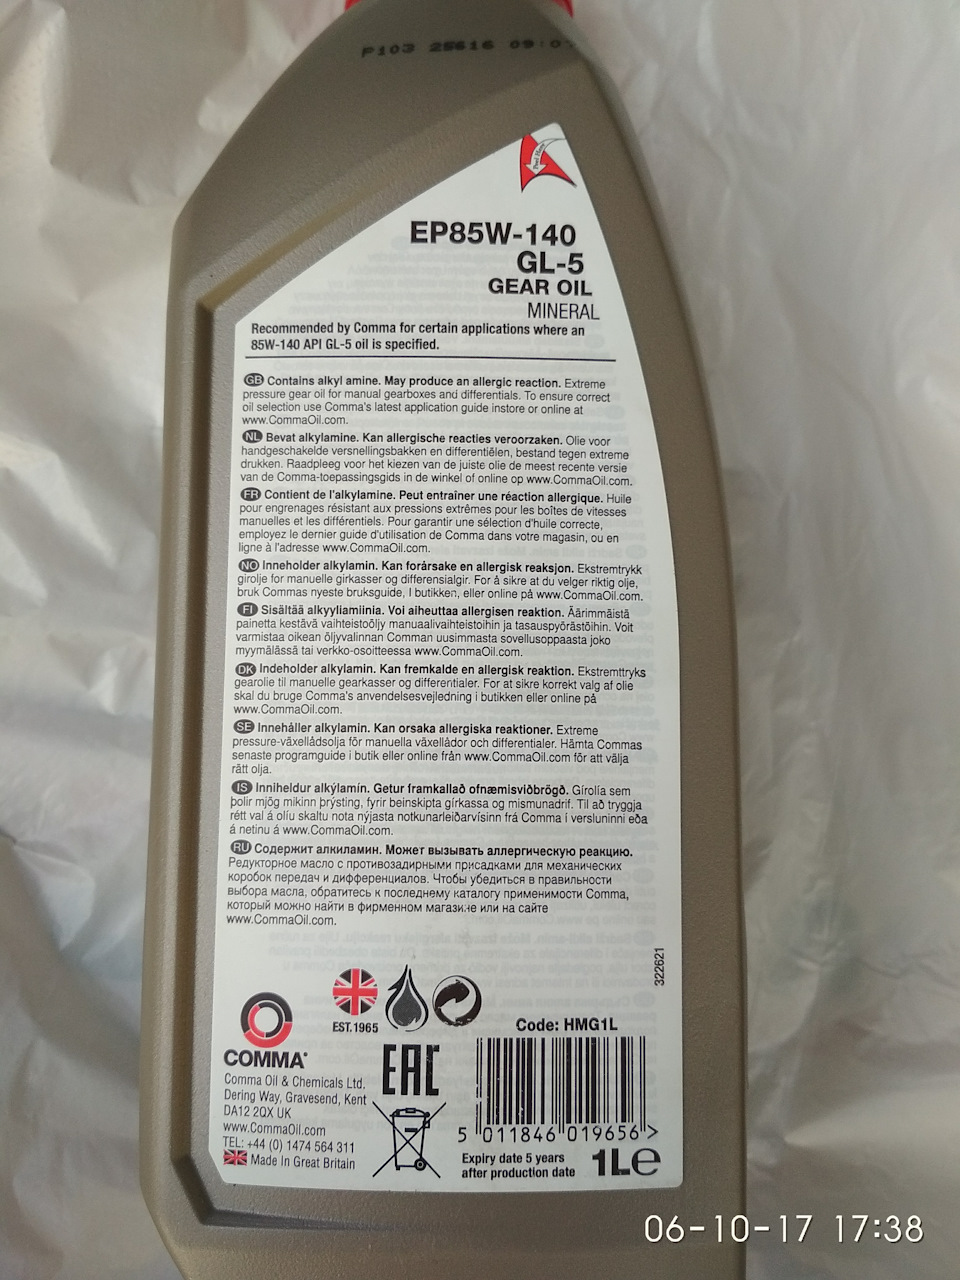 P103 25616 09:0
Peel Here
EP85W-140
GL-5
GEAR OIL
MINERAL
Recommended by Comma for certain applications where an
85W-140 API GL-5 oil is specified.
GB Contains alkyl amine. May produce an allergic reaction. Extreme
pressure gear oil for manual gearboxes and differentials. To ensure correct
oil selection use Comma's latest application guide instore or online at
www.CommaOil.com.
NL Bevat alkylamine. Kan allergische reacties veroorzaken. Olie voor
handgeschakelde versnellingsbakken en differentiëlen, bestand tegen extreme
drukken. Raadpleeg voor het kiezen van de juiste olie de meest recente versie
van de Comma-toepassingsgids in de winkel of online op www.CommaOil.com.
FR Contient de l'alkylamine. Peut entraîner une réaction allergique. Huile
pour engrenages résistant aux pressions extrêmes pour les boîtes de vitesses
manuelles et les différentiels. Pour garantir une sélection d'huile correcte,
employez le dernier guide d'utilisation de Comma dans votre magasin, ou en
ligne à l'adresse www.CommaOil.com.
NO Inneholder alkylamin. Kan forårsake en allergisk reaksjon. Ekstremtrykk
girolje for manuelle girkasser og differensialgir. For å sikre at du velger riktig olje,
bruk Commas nyeste bruksguide, I butikken, eller online på www.CommaOil.com.
FI Sisältää alkyyliamiinia. Voi aiheuttaa allergisen reaktion. Äärimmäistä
painetta kestävä vaihteistoöljy manuaalivaihteistoihin ja tasauspyörästöihin. Voit
varmistaa oikean öljyvalinnan Comman uusimmasta sovellusoppaasta joko
myymälässä tai verkko-osoitteessa www.CommaOil.com.
DK Indeholder alkylamin. Kan fremkalde en allergisk reaktion. Ekstremttryks
gearolie til manuelle gearkasser og differentialer. For at sikre korrekt valg af olie
skal du bruge Comma's anvendelsesvejledning i butikken eller online på
www.CommaOil.com.
SE Innehåller alkylamin. Kan orsaka allergiska reaktioner. Extreme
pressure-växellådsolja för manuella växellådor och differentialer. Hämta Commas
senaste programguide i butik eller online från www.CommaOil.com för att välja
rätt olja.
IS Inniheldur alkýlamín. Getur framkallað ofnæmisviðbrögð. Gírolía sem
þolir mjög mikinn þrýsting, fyrir beinskipta gírkassa og mismunadrif. Til að tryggja
rétt val á olíu skaltu nota nýjasta notkunarleiðarvísinn frá Comma í versluninni eða
á netinu á www.CommaOil.com.
RU Содержит алкиламин. Может вызывать аллергическую реакцию.
Редукторное масло с противозадирными присадками для механических
коробок передач и дифференциалов. Чтобы убедиться в правильности
выбора масла, обратитесь к последнему каталогу применимости Comma,
который можно найти в фирменном магазине или на сайте
www.CommaOil.com.
322621
EST.1965
Code: HMG1L
COMMA
EAC
Comma Oil & Chemicals Ltd.
Dering Way, Gravesend, Kent
DA12 2QX UK
www.CommaOil.com
TEL: +44 (0) 1474 564 311
Made in Great Britain
5 011846 019656 >
Expiry date 5 years
after production date
1L℮
06-10-17 17:38